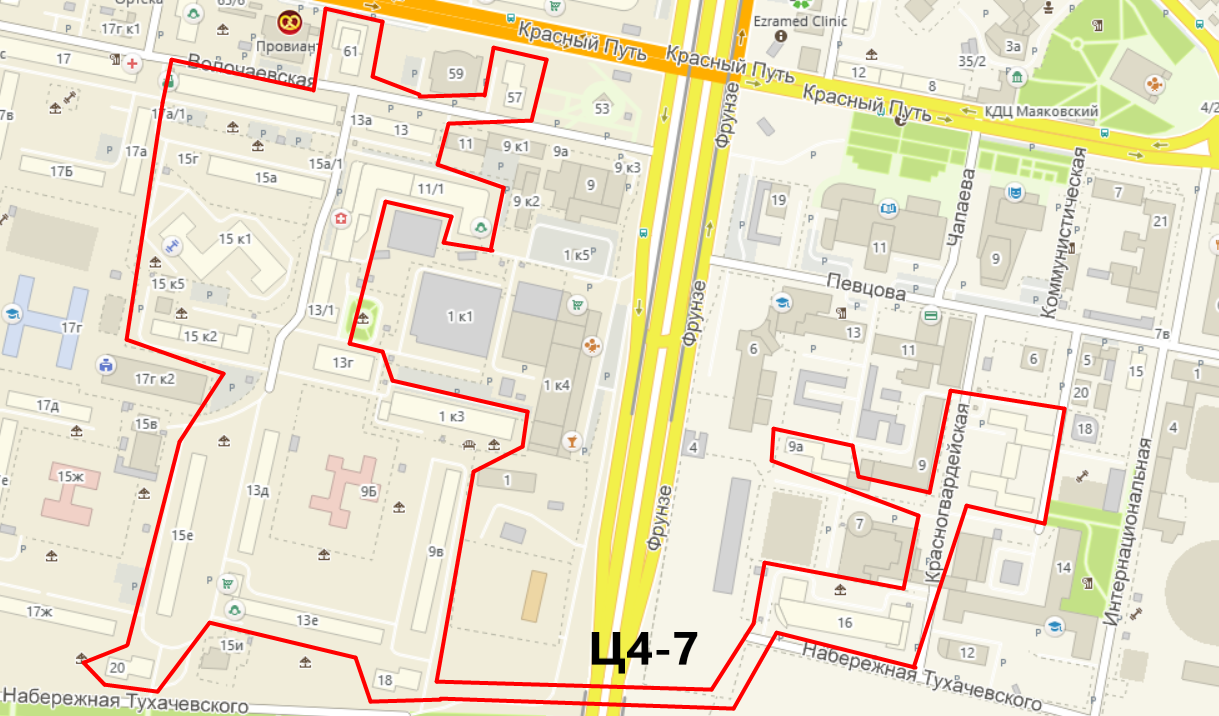 17г к1
Провиант
61
59
57
53
Ezramed Clinic
35/2
3а
12
8
4/2
КДЦ Маяковский
Красный Путь
Красный Путь
Красный Путь
Волочаевская
17
17а/1
13а
13
17а
15г
15а/1
15а
17Б
11
9 к1
9а
9 к3
9
9 к2
11/1
1 к5
15 к1
15 к5
15 к2
17г
13/1
13г
1 к1
1 к4
1 к3
17г к2
17д
15в
15ж
15е
13д
9Б
9в
1
17ж
13е
15и
20
18
Фрунзе
Фрунзе
Фрунзе
19
11
9
7
21
Чапаева
Коммунистическая
Певцова
7в
6
13
11
6
5
15
20
18
1
4
4
9а
9
7
14
16
12
Красногвардейская
Интернациональная
Ц4-7
Набережная Тухачевского
Набережная Тухачевского